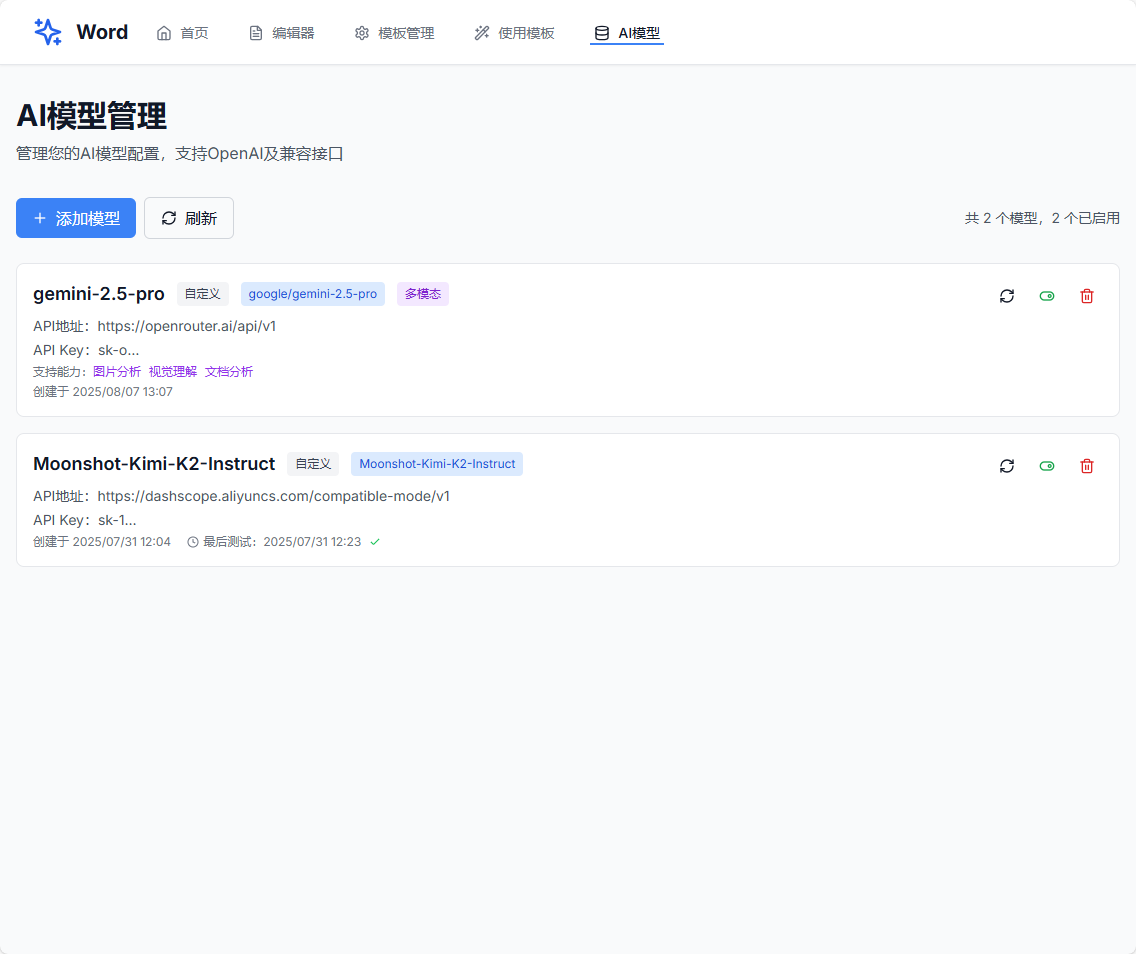 Word 首页 编辑器 模板管理 使用模板 AI模型
AI模型管理
管理您的AI模型配置，支持OpenAI及兼容接口
添加模型 刷新 共 2 个模型，2 个已启用
gemini-2.5-pro 自定义 google/gemini-2.5-pro 多模态
API地址：https://openrouter.ai/api/v1
API Key：sk-o...
支持能力：图片分析 视觉理解 文档分析
创建于 2025/08/07 13:07
Moonshot-Kimi-K2-Instruct 自定义 Moonshot-Kimi-K2-Instruct
API地址：https://dashscope.aliyuncs.com/compatible-mode/v1
API Key：sk-1...
创建于 2025/07/31 12:04 最后测试：2025/07/31 12:23